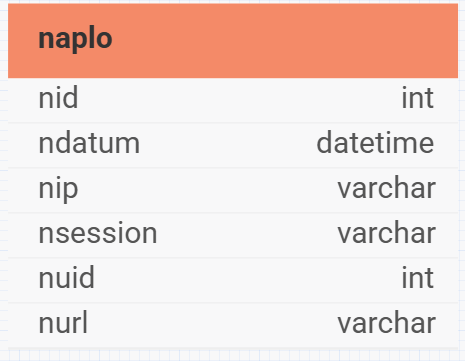 naplo
nid int
ndatum datetime
nip varchar
nsession varchar
nuid int
nurl varchar